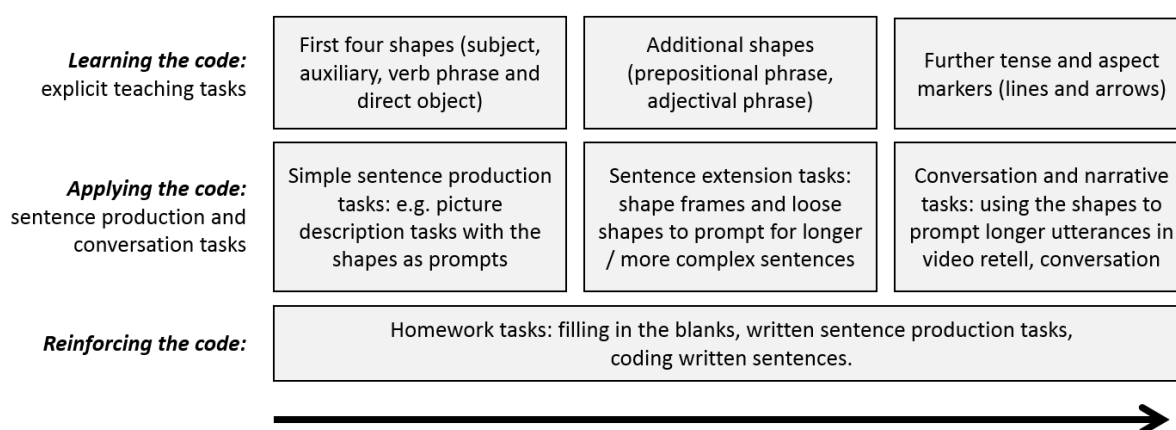 Learning the code:
explicit teaching tasks
First four shapes (subject,
auxiliary, verb phrase and
direct object)
Additional shapes
(prepositional phrase,
adjectival phrase)
Further tense and aspect
markers (lines and arrows)
Applying the code:
sentence production and
conversation tasks
Simple sentence production
tasks: e.g. picture
description tasks with the
shapes as prompts
Sentence extension tasks:
shape frames and loose
shapes to prompt for longer
/ more complex sentences
Conversation and narrative
tasks: using the shapes to
prompt longer utterances in
video retell, conversation
Reinforcing the code:
Homework tasks: filling in the blanks, written sentence production tasks,
coding written sentences.